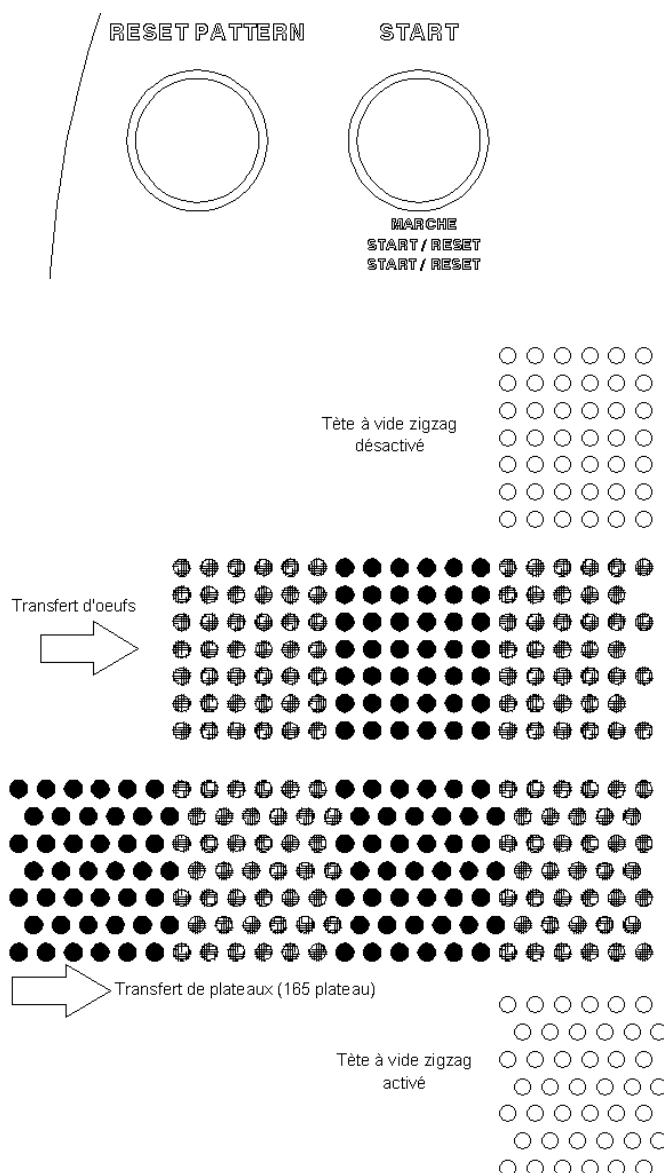 RESET PATTERN
START
MARCHE
START / RESET
START / RESET
Tète à vide zigzag
désactivé
Transfert d'oeufs
Transfert de plateaux (165 plateau)
Tète à vide zigzag
activé